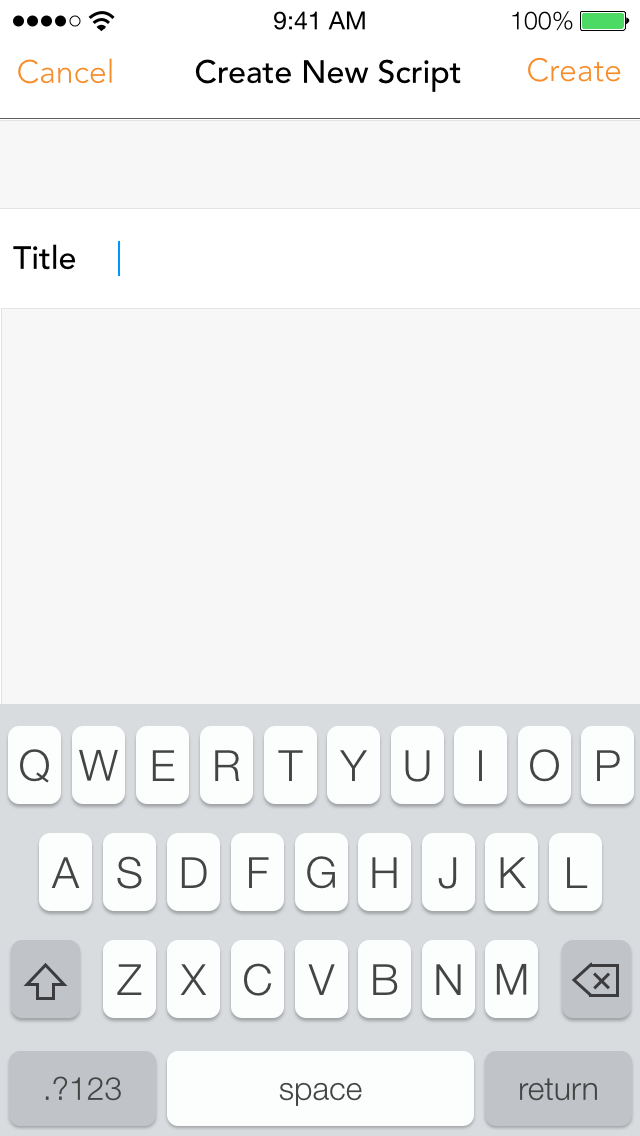 9:41 AM 100%
Cancel Create New Script Create
Title
Q W E R T Y U I O P
A S D F G H J K L
Z X C V B N M
.?123 space return